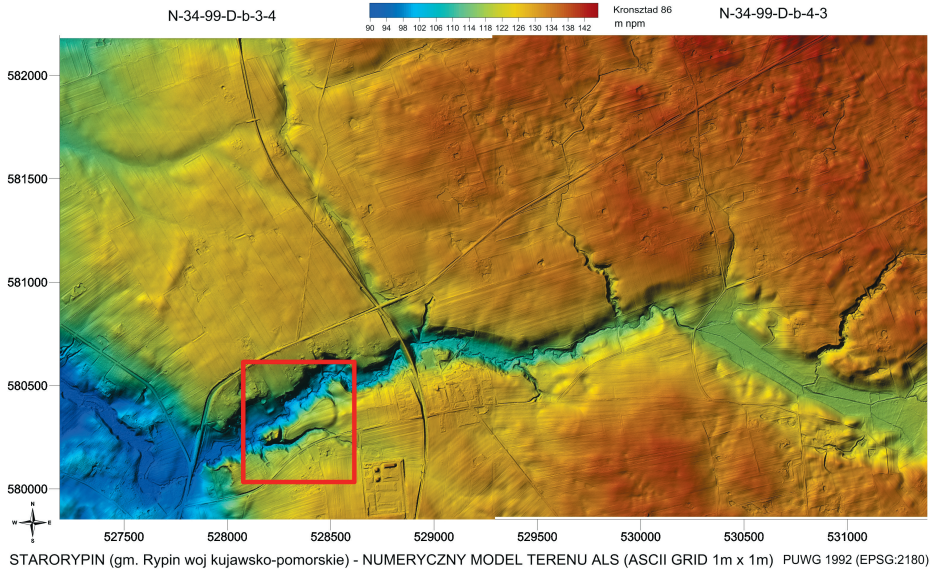 N-34-99-D-b-3-4
Kronsztad 86
N-34-99-D-b-4-3
m npm
90 94 98 102 106 110 114 118 122 126 130 134 138 142
582000
581500
581000
580500
580000
N
W E
S
527500 528000 528500 529000 529500 530000 530500 531000
STARORYPIN (gm. Rypin woj kujawsko-pomorskie) - NUMERYCZNY MODEL TERENU ALS (ASCII GRID 1m x 1m) PUWG 1992 (EPSG:2180)